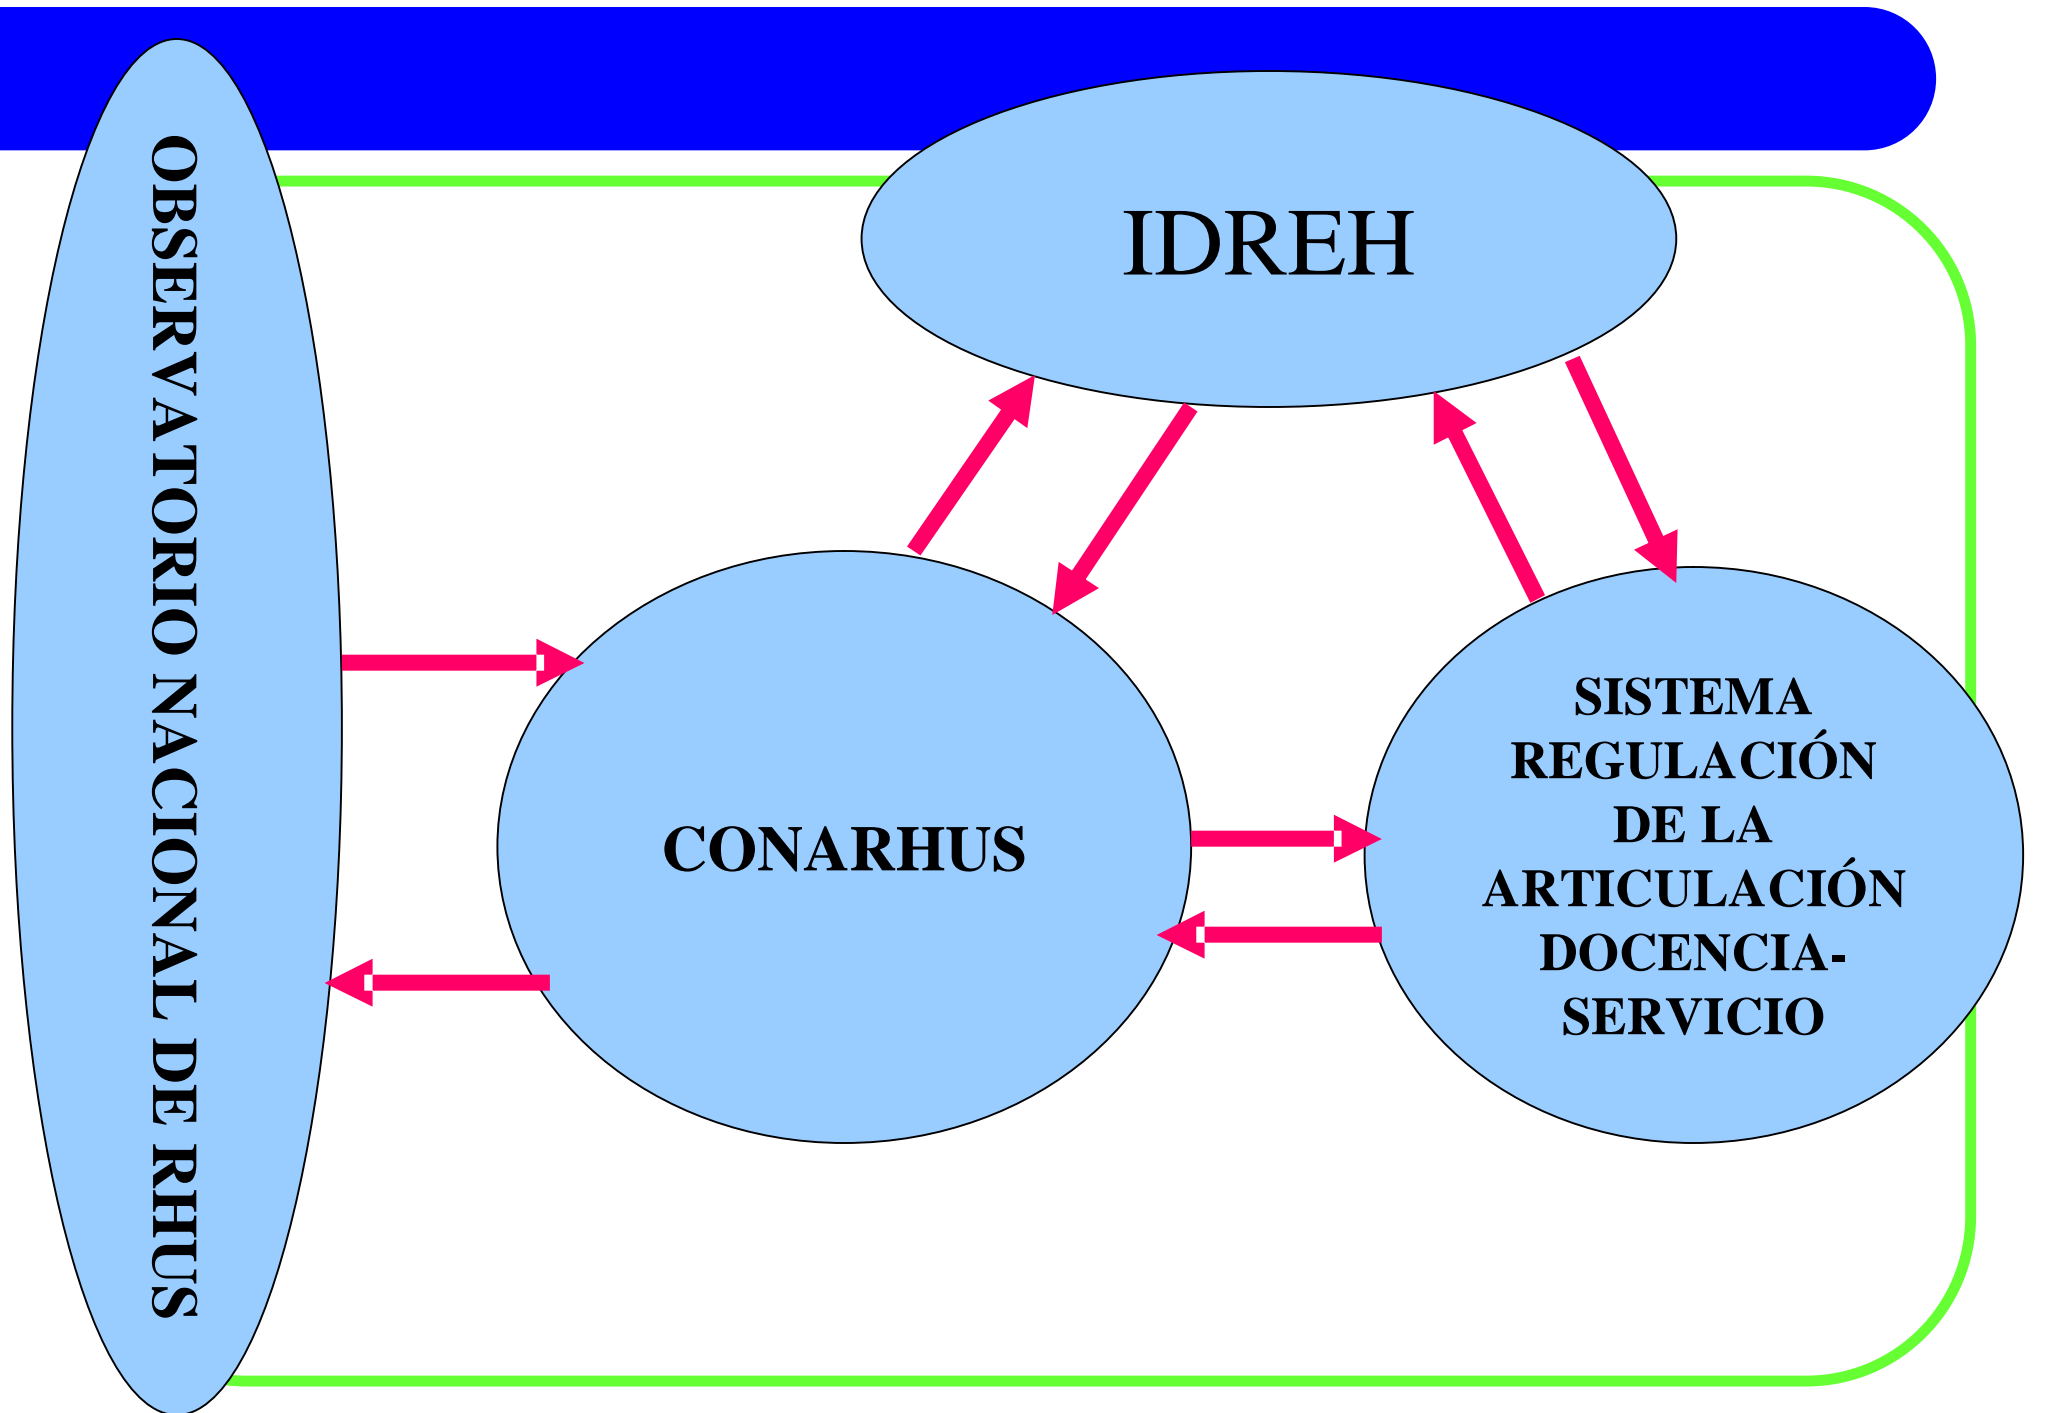 OBSERVATORIO NACIONAL DE RHUS
IDREH
CONARHUS
SISTEMA
REGULACIÓN
DE LA
ARTICULACIÓN
DOCENCIA-
SERVICIO